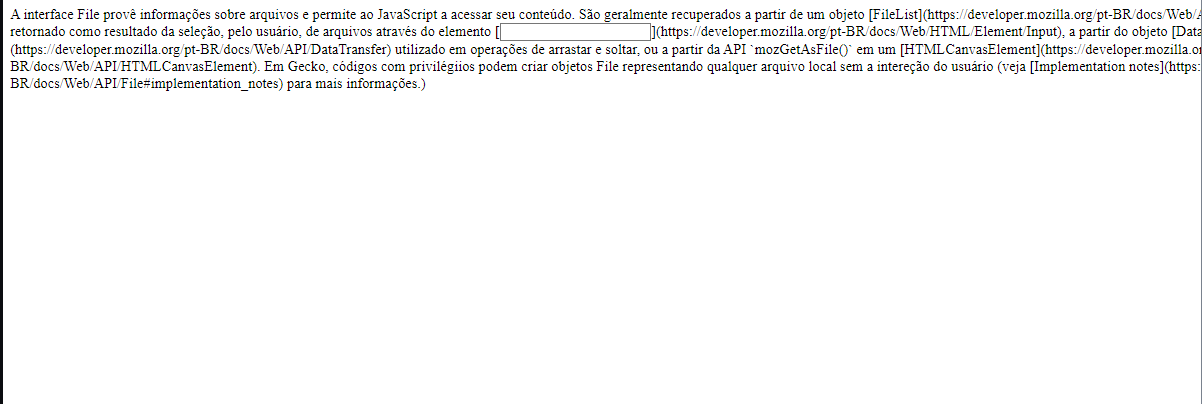 A interface File provê informações sobre arquivos e permite ao JavaScript a acessar seu conteúdo. São geralmente recuperados a partir de um objeto [FileList](https://developer.mozilla.org/pt-BR/docs/Web/
retornado como resultado da seleção, pelo usuário, de arquivos através do elemento [ ](https://developer.mozilla.org/pt-BR/docs/Web/HTML/Element/Input), a partir do objeto [Data
(https://developer.mozilla.org/pt-BR/docs/Web/API/DataTransfer) utilizado em operações de arrastar e soltar, ou a partir da API `mozGetAsFile()` em um [HTMLCanvasElement](https://developer.mozilla.o
BR/docs/Web/API/HTMLCanvasElement). Em Gecko, códigos com privilégiios podem criar objetos File representando qualquer arquivo local sem a intereção do usuário (veja [Implementation notes](https:
BR/docs/Web/API/File#implementation_notes) para mais informações.)